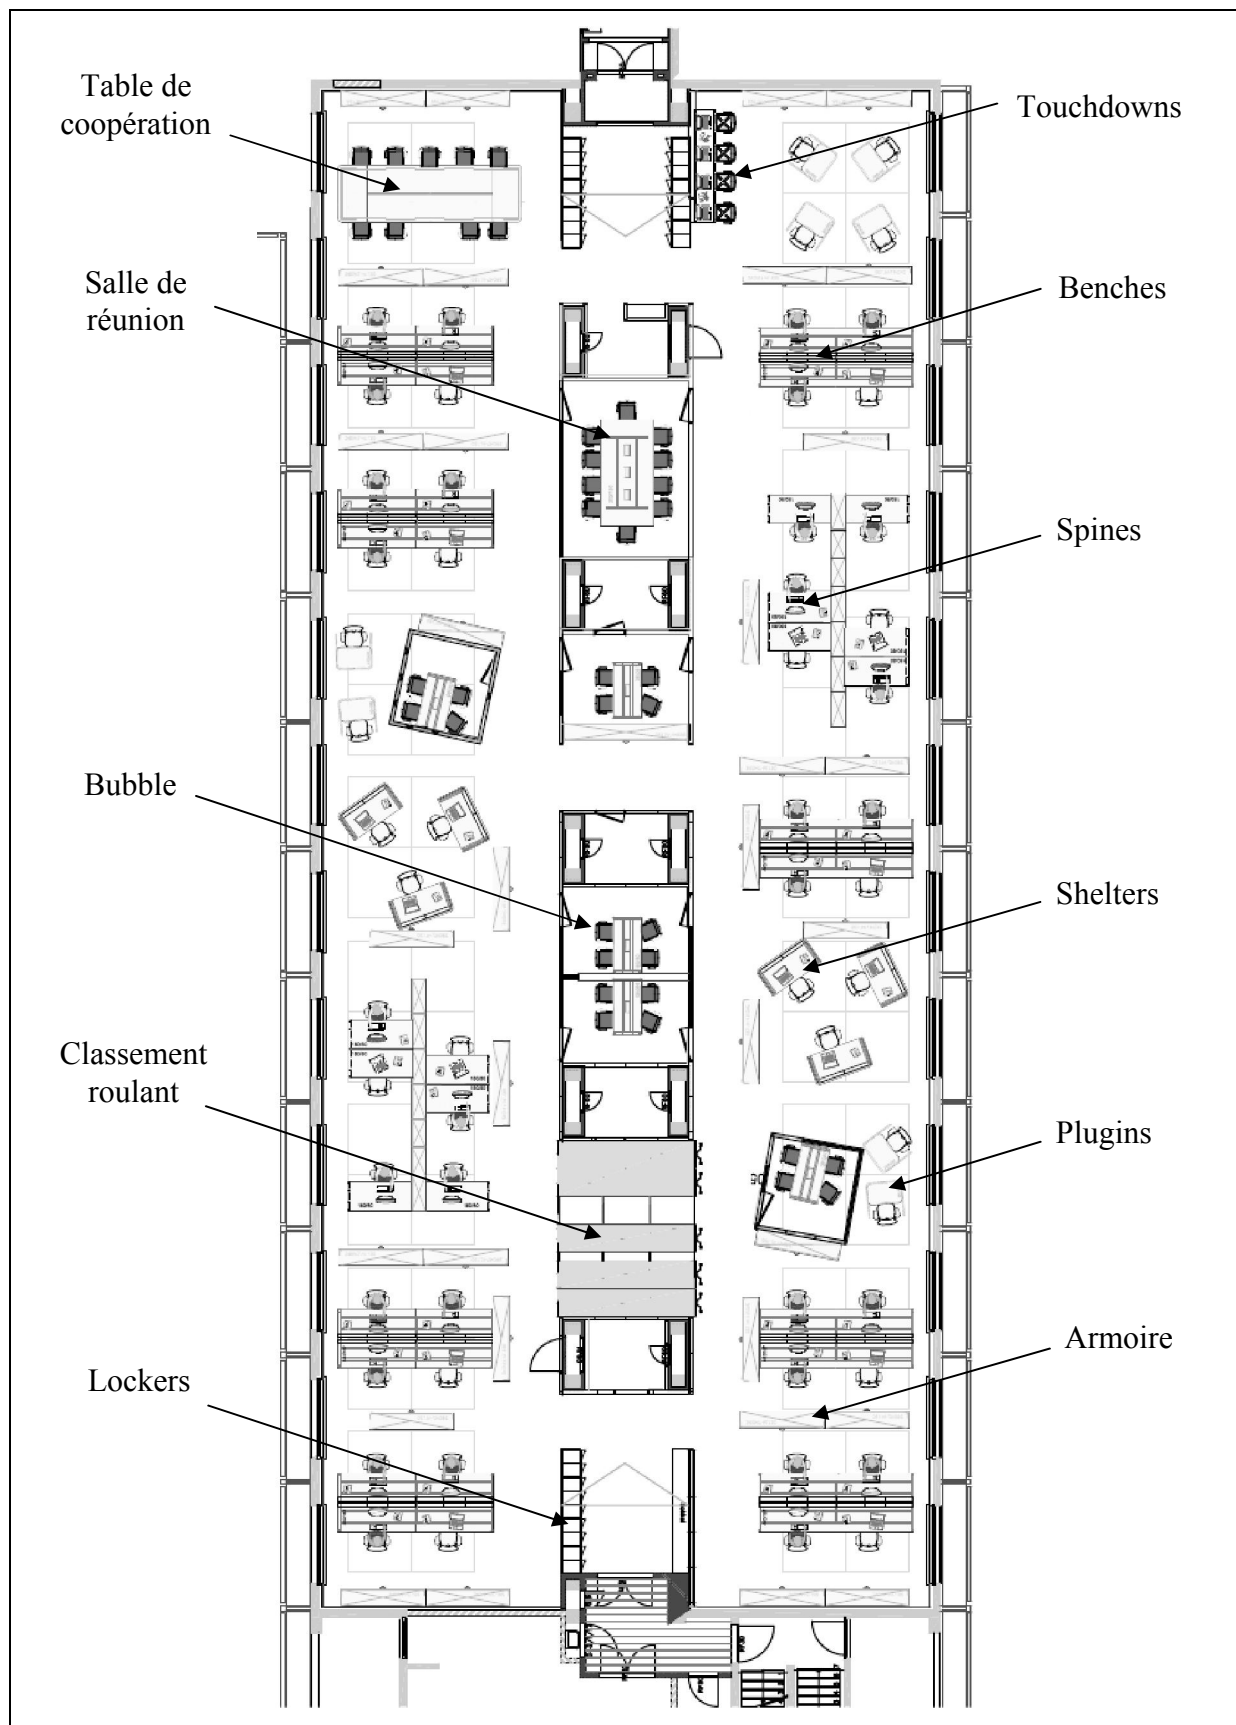 Table de
coopération
Touchdowns
Salle de
réunion
Benches
Spines
Bubble
Shelters
Classement
roulant
Plugins
Armoire
Lockers